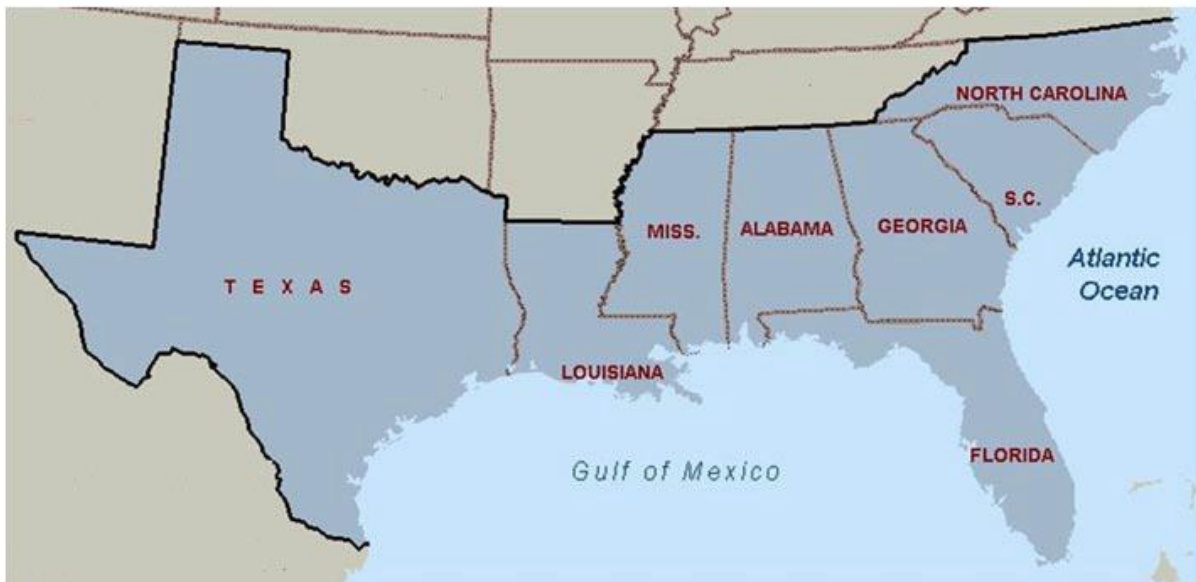 NORTH CAROLINA
S.C.
MISS.
ALABAMA
GEORGIA
Atlantic
Ocean
T E X A S
LOUISIANA
FLORIDA
Gulf of Mexico